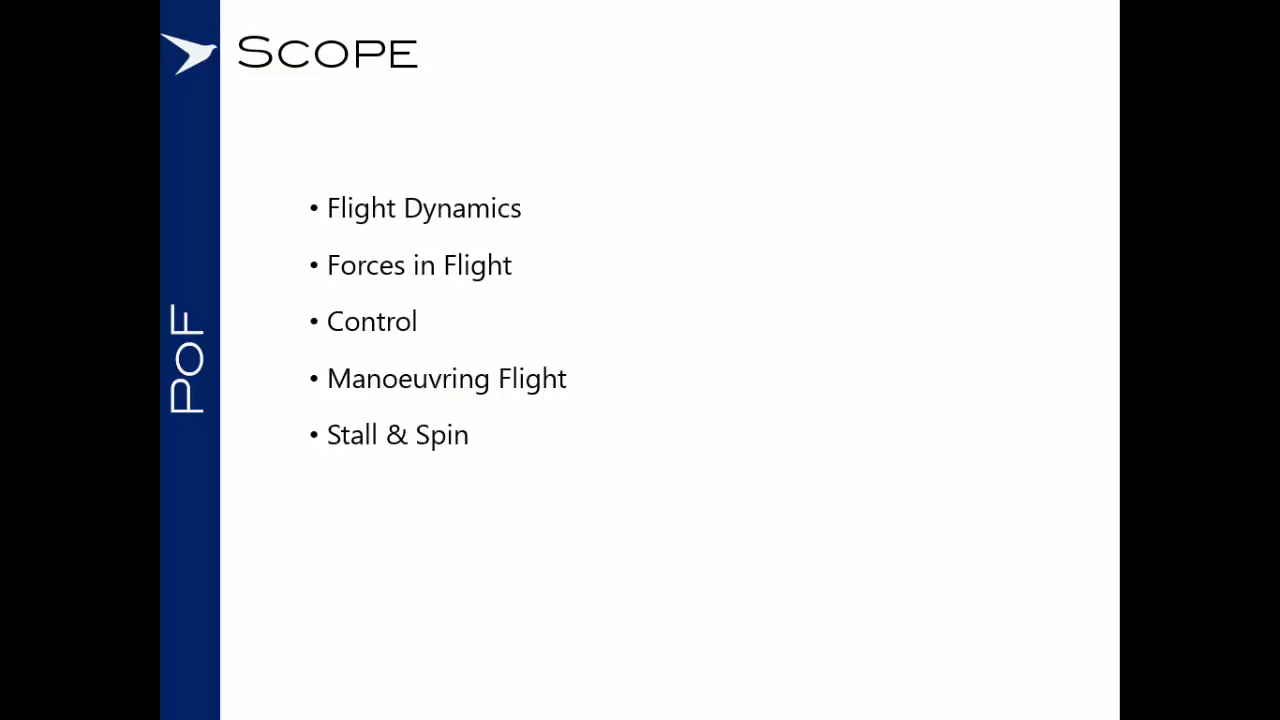 Scope
• Flight Dynamics
• Forces in Flight
• Control
• Manoeuvring Flight
• Stall & Spin
PoF